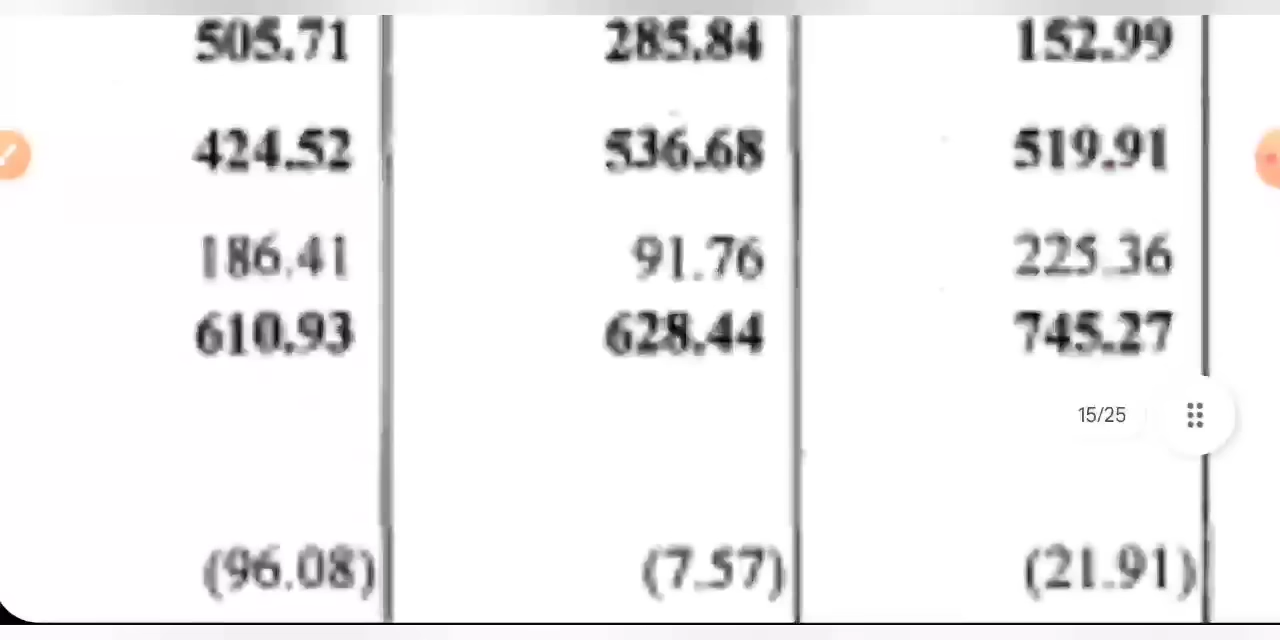 505.71 285.84 152.99
424.52 536.68 519.91
186.41 91.76 225.36
610.93 628.44 745.27
15/25
(96.08) (7.57) (21.91)